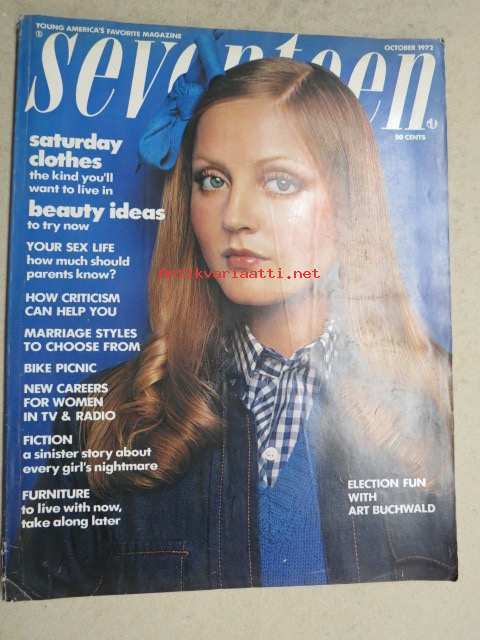 YOUNG AMERICA'S FAVORITE MAGAZINE
OCTOBER 1972
seventeen
50 CENTS
saturday
clothes
the kind you'll
want to live in
beauty ideas
to try now
YOUR SEX LIFE
how much should
parents know?
HOW CRITICISM
CAN HELP YOU
MARRIAGE STYLES
TO CHOOSE FROM
BIKE PICNIC
NEW CAREERS
FOR WOMEN
IN TV & RADIO
FICTION
a sinister story about
every girl's nightmare
FURNITURE
to live with now,
take along later
ELECTION FUN
WITH
ART BUCHWALD
Antikvariaatti.net